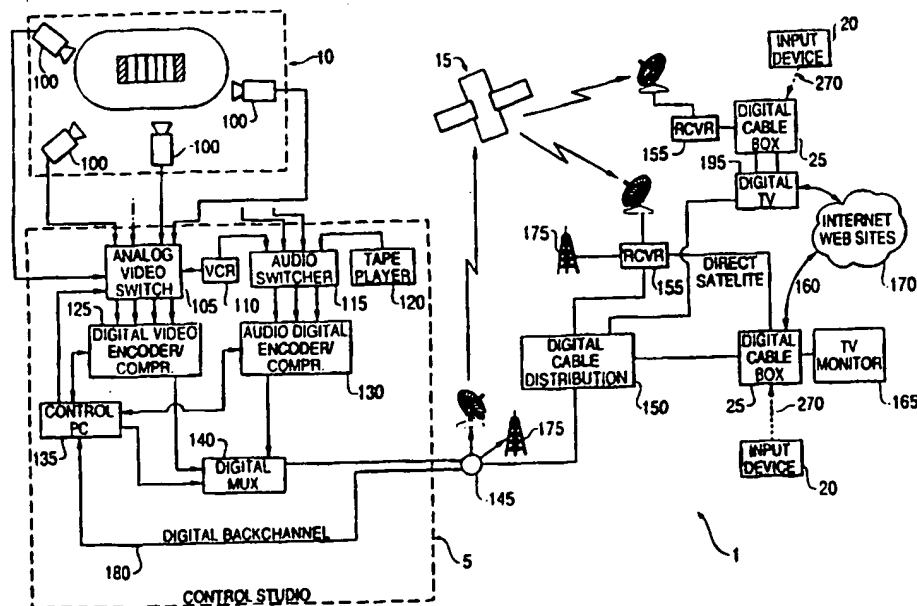 100
10
100
100
100
15
20
INPUT
DEVICE
270
RCVR
155
DIGITAL
CABLE
BOX
25
195
DIGITAL
TV
INTERNET
WEB SITES
170
160
ANALOG
VIDEO
SWITCH
105
VCR
110
AUDIO
SWITCHER
115
TAPE
PLAYER
120
125
DIGITAL VIDEO
ENCODER/
COMPR.
AUDIO DIGITAL
ENCODER/
COMPR.
130
CONTROL
PC
135
140
DIGITAL
MUX
DIGITAL BACKCHANNEL
180
CONTROL STUDIO
5
175
145
175
RCVR
155
DIRECT
SATELITE
DIGITAL
CABLE
DISTRIBUTION
150
DIGITAL
CABLE
BOX
25
TV
MONITOR
165
270
INPUT
DEVICE
20
1